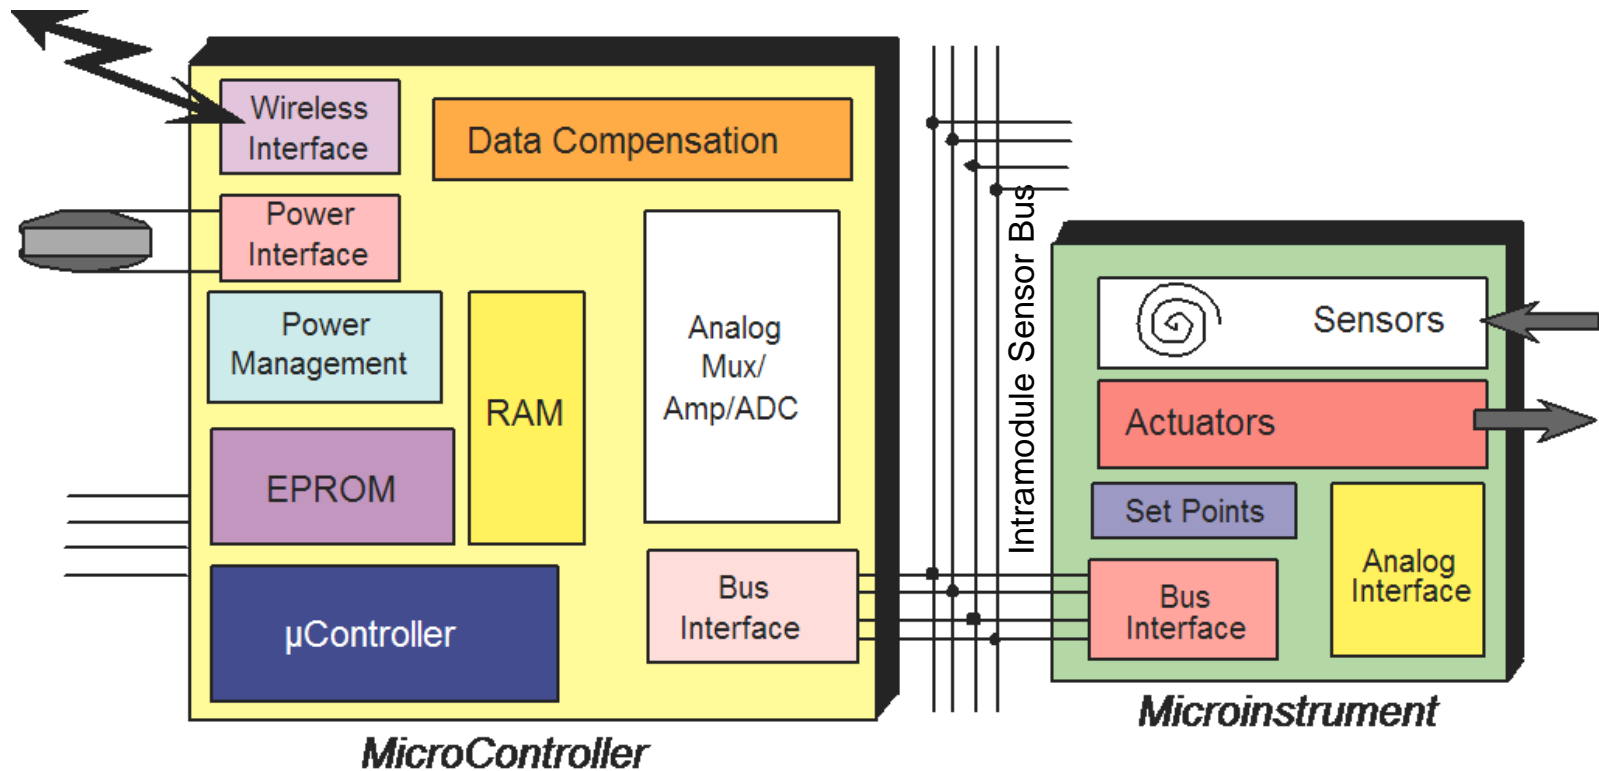 Wireless
Interface
Data Compensation
Power
Interface
Power
Management
RAM
Analog
Mux/
Amp/ADC
EPROM
µController
Bus
Interface
MicroController
Intramodule Sensor Bus
Sensors
Actuators
Set Points
Analog
Interface
Bus
Interface
Microinstrument